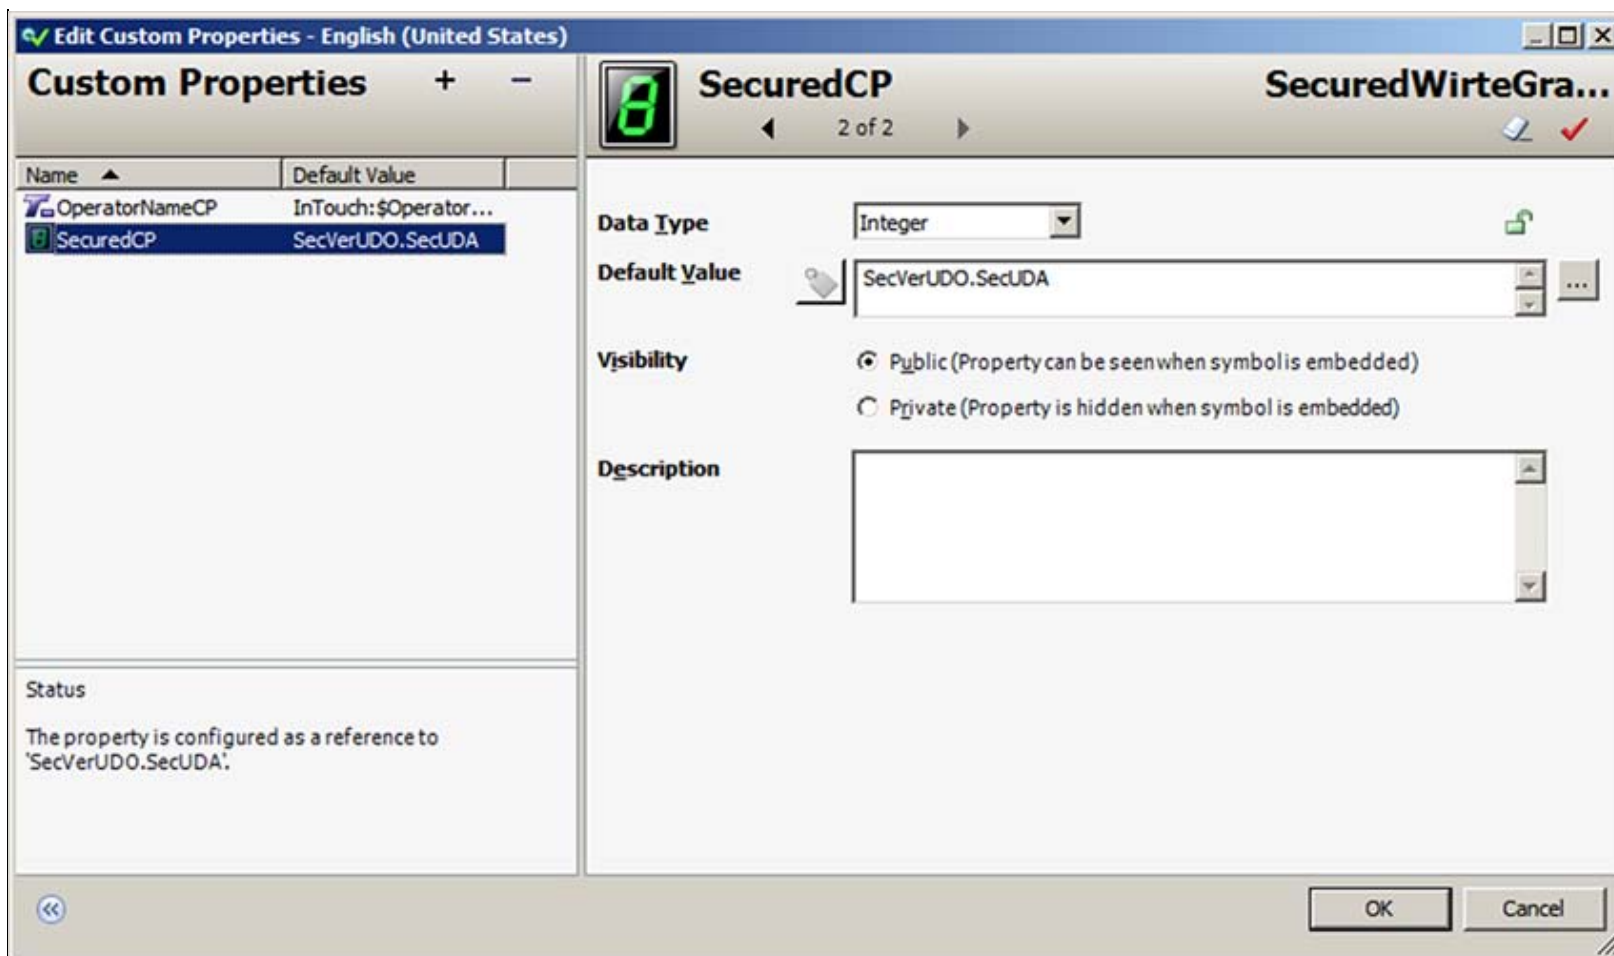 Edit Custom Properties - English (United States)
Custom Properties + −
Name Default Value
OperatorNameCP InTouch:$Operator...
SecuredCP SecVerUDO.SecUDA
Status
The property is configured as a reference to
'SecVerUDO.SecUDA'.
SecuredCP SecuredWirteGra...
2 of 2
Data Type Integer
Default Value SecVerUDO.SecUDA ...
Visibility Public (Property can be seen when symbol is embedded)
Private (Property is hidden when symbol is embedded)
Description
OK Cancel